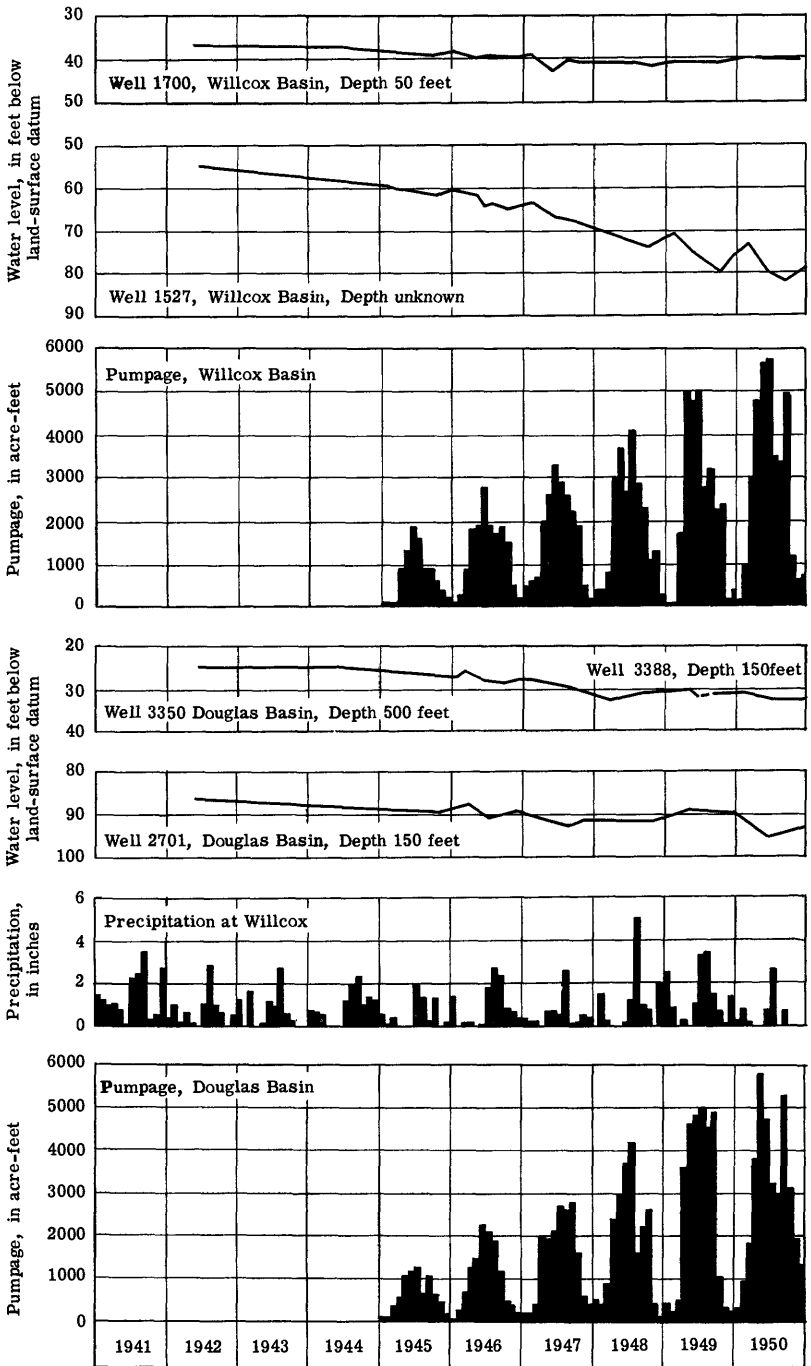 30
40
50
Well 1700, Willcox Basin, Depth 50 feet
Water level, in feet below
land-surface datum
50
60
70
80
90
Well 1527, Willcox Basin, Depth unknown
6000
5000
4000
3000
2000
1000
0
Pumpage, in acre-feet
Pumpage, Willcox Basin
20
30
40
Well 3388, Depth 150feet
Well 3350 Douglas Basin, Depth 500 feet
Water level, in feet below
land-surface datum
80
90
100
Well 2701, Douglas Basin, Depth 150 feet
6
4
2
0
Precipitation,
in inches
Precipitation at Willcox
6000
5000
4000
3000
2000
1000
0
Pumpage, in acre-feet
Pumpage, Douglas Basin
1941 1942 1943 1944 1945 1946 1947 1948 1949 1950